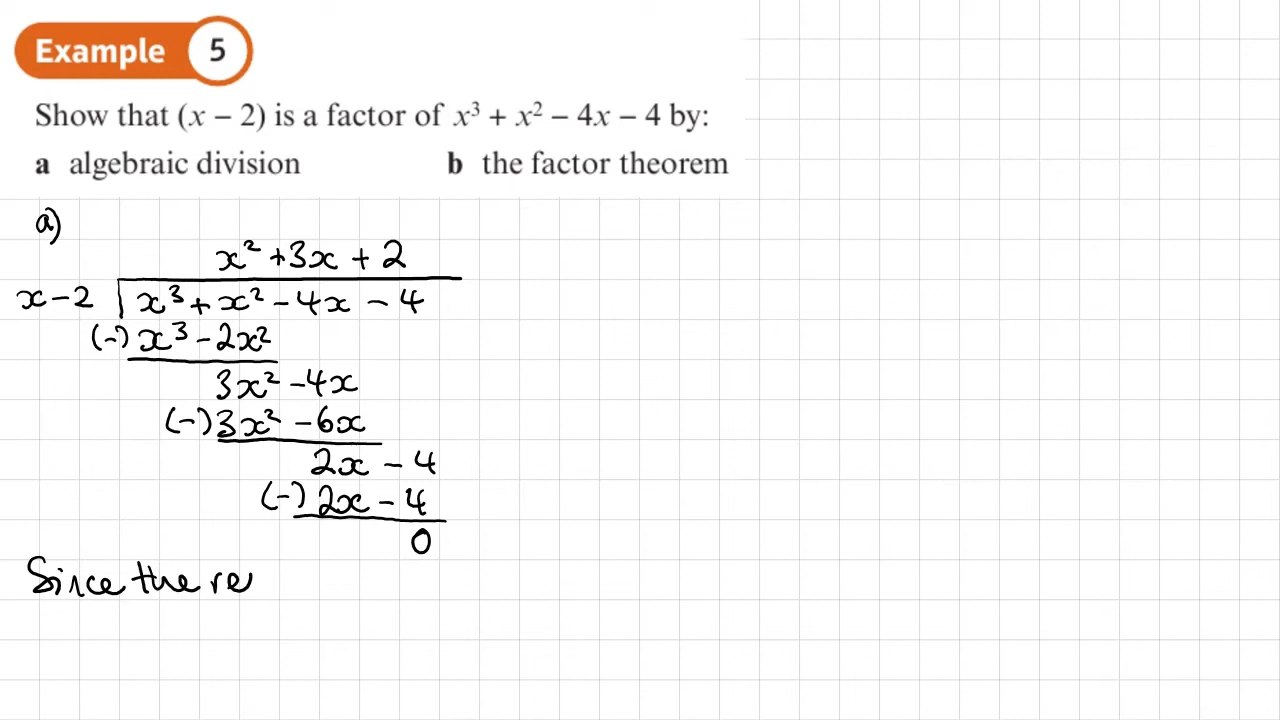 Example 5
Show that (x − 2) is a factor of x³ + x² − 4x − 4 by:
a algebraic division b the factor theorem
a)
x² + 3x + 2
x − 2 x³ + x² − 4x − 4
(−) x³ − 2x²
3x² − 4x
(−) 3x² − 6x
2x − 4
(−) 2x − 4
0
Since the re